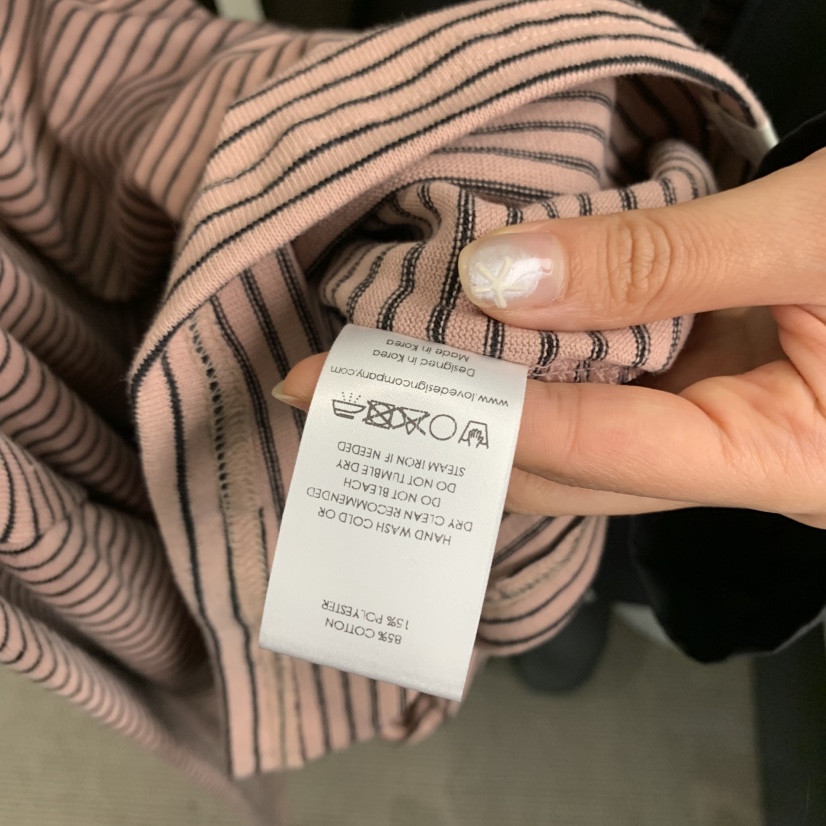 85% COTTON
15% POLYESTER
HAND WASH COLD OR
DRY CLEAN RECOMMENDED
DO NOT BLEACH
DO NOT TUMBLE DRY
STEAM IRON IF NEEDED
www.lovedesigncompany.com
Designed in Korea
Made in Korea